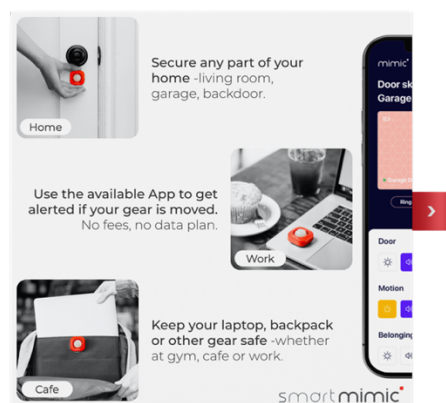 Secure any part of your
home -living room,
garage, backdoor.
Home
mimic
Door
Garage
Ring
Use the available App to get
alerted if your gear is moved.
No fees, no data plan.
Work
Door
Motion
Belonging
Keep your laptop, backpack
or other gear safe -whether
at gym, cafe or work.
Cafe
smartmimic